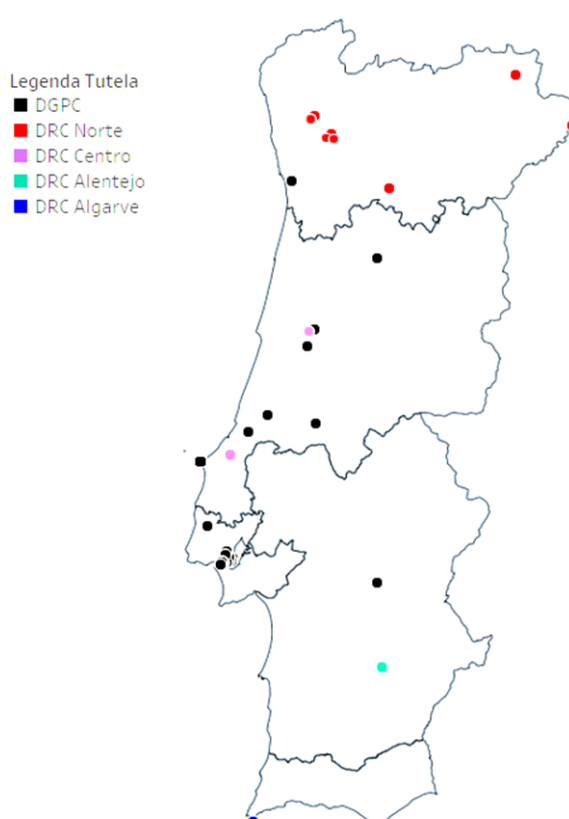 Legenda Tutela
DGPC
DRC Norte
DRC Centro
DRC Alentejo
DRC Algarve